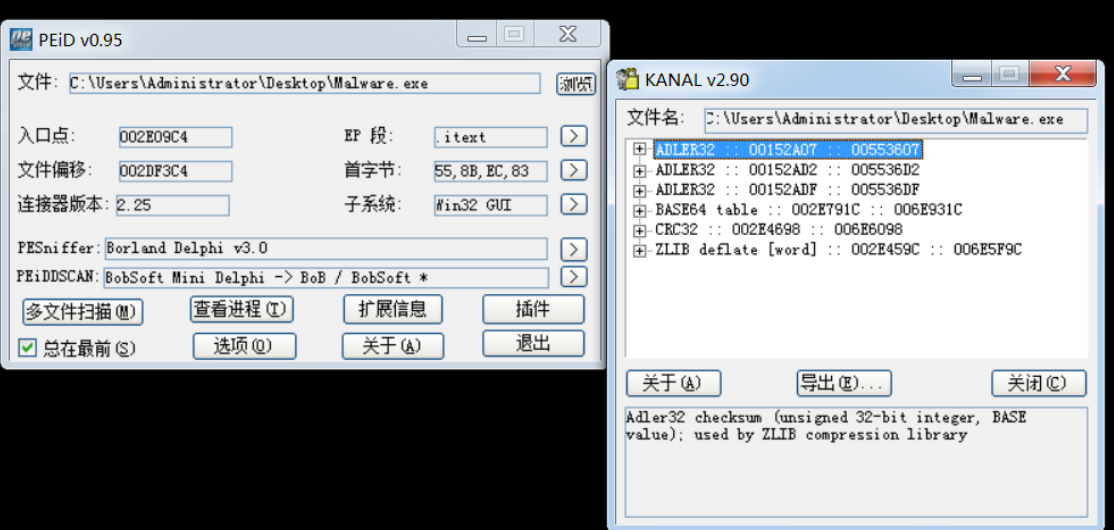 PEiD v0.95
文件: C:\Users\Administrator\Desktop\Malware.exe 浏览
入口点: 002E09C4 EP 段: .itext >
文件偏移: 002DF3C4 首字节: 55,8B,EC,83 >
连接器版本: 2.25 子系统: Win32 GUI >
PESniffer: Borland Delphi v3.0 >
PEiDDSCAN: BobSoft Mini Delphi -> BoB / BobSoft * >
多文件扫描(M) 查看进程(T) 扩展信息 插件
总在最前(S) 选项(O) 关于(A) 退出
KANAL v2.90
文件名: C:\Users\Administrator\Desktop\Malware.exe
ADLER32 :: 00152A07 :: 00553607
ADLER32 :: 00152AD2 :: 005536D2
ADLER32 :: 00152ADF :: 005536DF
BASE64 table :: 002E791C :: 006E931C
CRC32 :: 002E4698 :: 006E6098
ZLIB deflate [word] :: 002E459C :: 006E5F9C
关于(A) 导出(E)... 关闭(C)
Adler32 checksum (unsigned 32-bit integer, BASE
value); used by ZLIB compression library